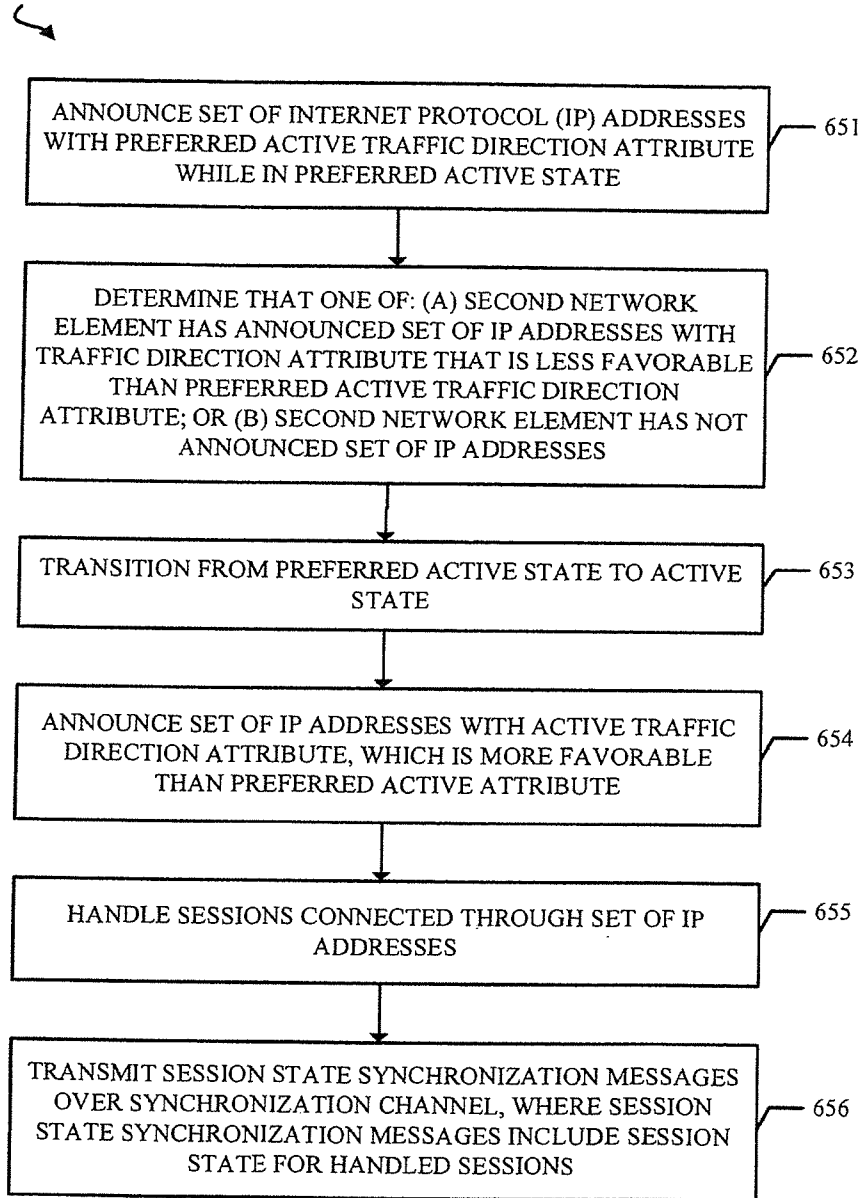 ANNOUNCE SET OF INTERNET PROTOCOL (IP) ADDRESSES
WITH PREFERRED ACTIVE TRAFFIC DIRECTION ATTRIBUTE
WHILE IN PREFERRED ACTIVE STATE
651
DETERMINE THAT ONE OF: (A) SECOND NETWORK
ELEMENT HAS ANNOUNCED SET OF IP ADDRESSES WITH
TRAFFIC DIRECTION ATTRIBUTE THAT IS LESS FAVORABLE
THAN PREFERRED ACTIVE TRAFFIC DIRECTION
ATTRIBUTE; OR (B) SECOND NETWORK ELEMENT HAS NOT
ANNOUNCED SET OF IP ADDRESSES
652
TRANSITION FROM PREFERRED ACTIVE STATE TO ACTIVE
STATE
653
ANNOUNCE SET OF IP ADDRESSES WITH ACTIVE TRAFFIC
DIRECTION ATTRIBUTE, WHICH IS MORE FAVORABLE
THAN PREFERRED ACTIVE ATTRIBUTE
654
HANDLE SESSIONS CONNECTED THROUGH SET OF IP
ADDRESSES
655
TRANSMIT SESSION STATE SYNCHRONIZATION MESSAGES
OVER SYNCHRONIZATION CHANNEL, WHERE SESSION
STATE SYNCHRONIZATION MESSAGES INCLUDE SESSION
STATE FOR HANDLED SESSIONS
656